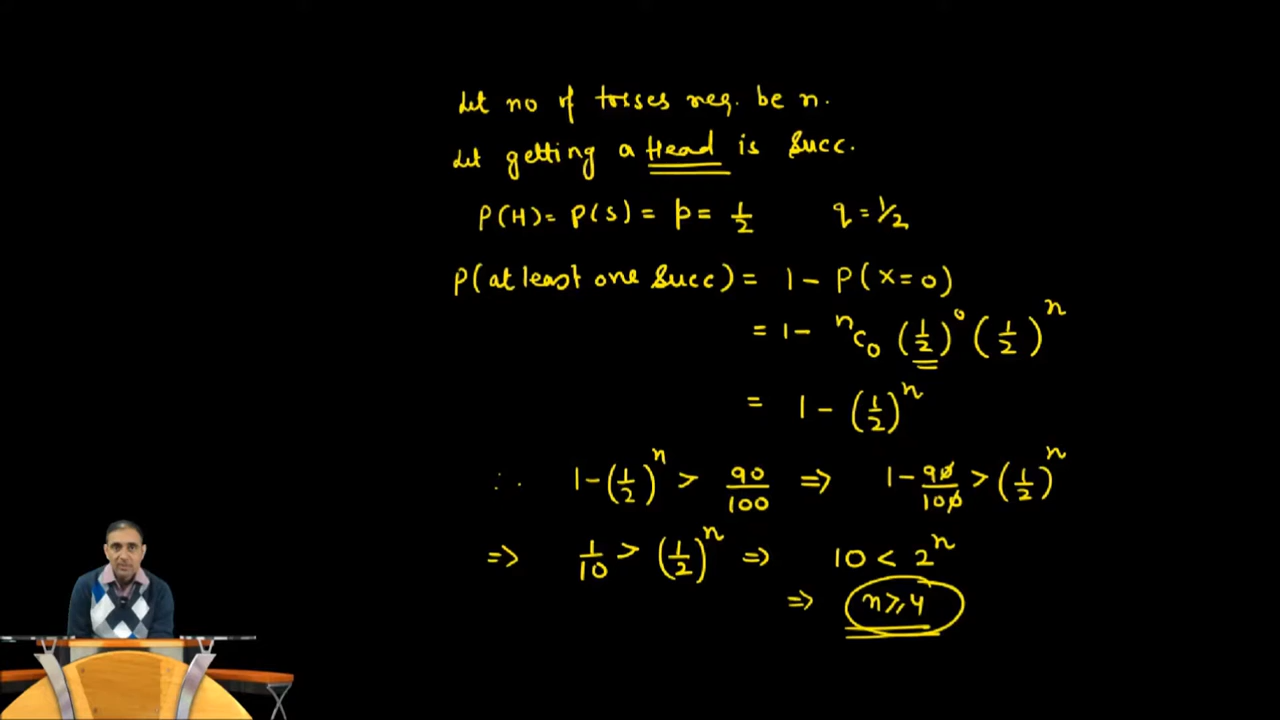 Let no of tosses req. be n.
Let getting a Head is Succ.
P(H) = P(S) = p = 1/2 q = 1/2
P(at least one Succ) = 1 - P(X=0)
= 1 - ⁿC₀ (1/2)⁰ (1/2)ⁿ
= 1 - (1/2)ⁿ
∴ 1 - (1/2)ⁿ > 90/100 => 1 - 90/100 > (1/2)ⁿ
=> 1/10 > (1/2)ⁿ => 10 < 2ⁿ
=> n ≥ 4